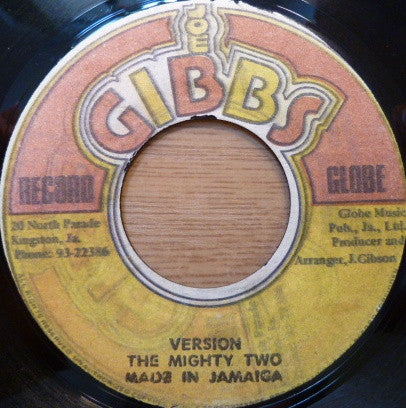 JOE
GIBBS
RECORD GLOBE
20 North Parade
Kingston, Ja.
Phone: 93-22386
Globe Music
Pub., Ja., Ltd.
Producer and
Arranger, J.Gibson
VERSION
THE MIGHTY TWO
MADE IN JAMAICA